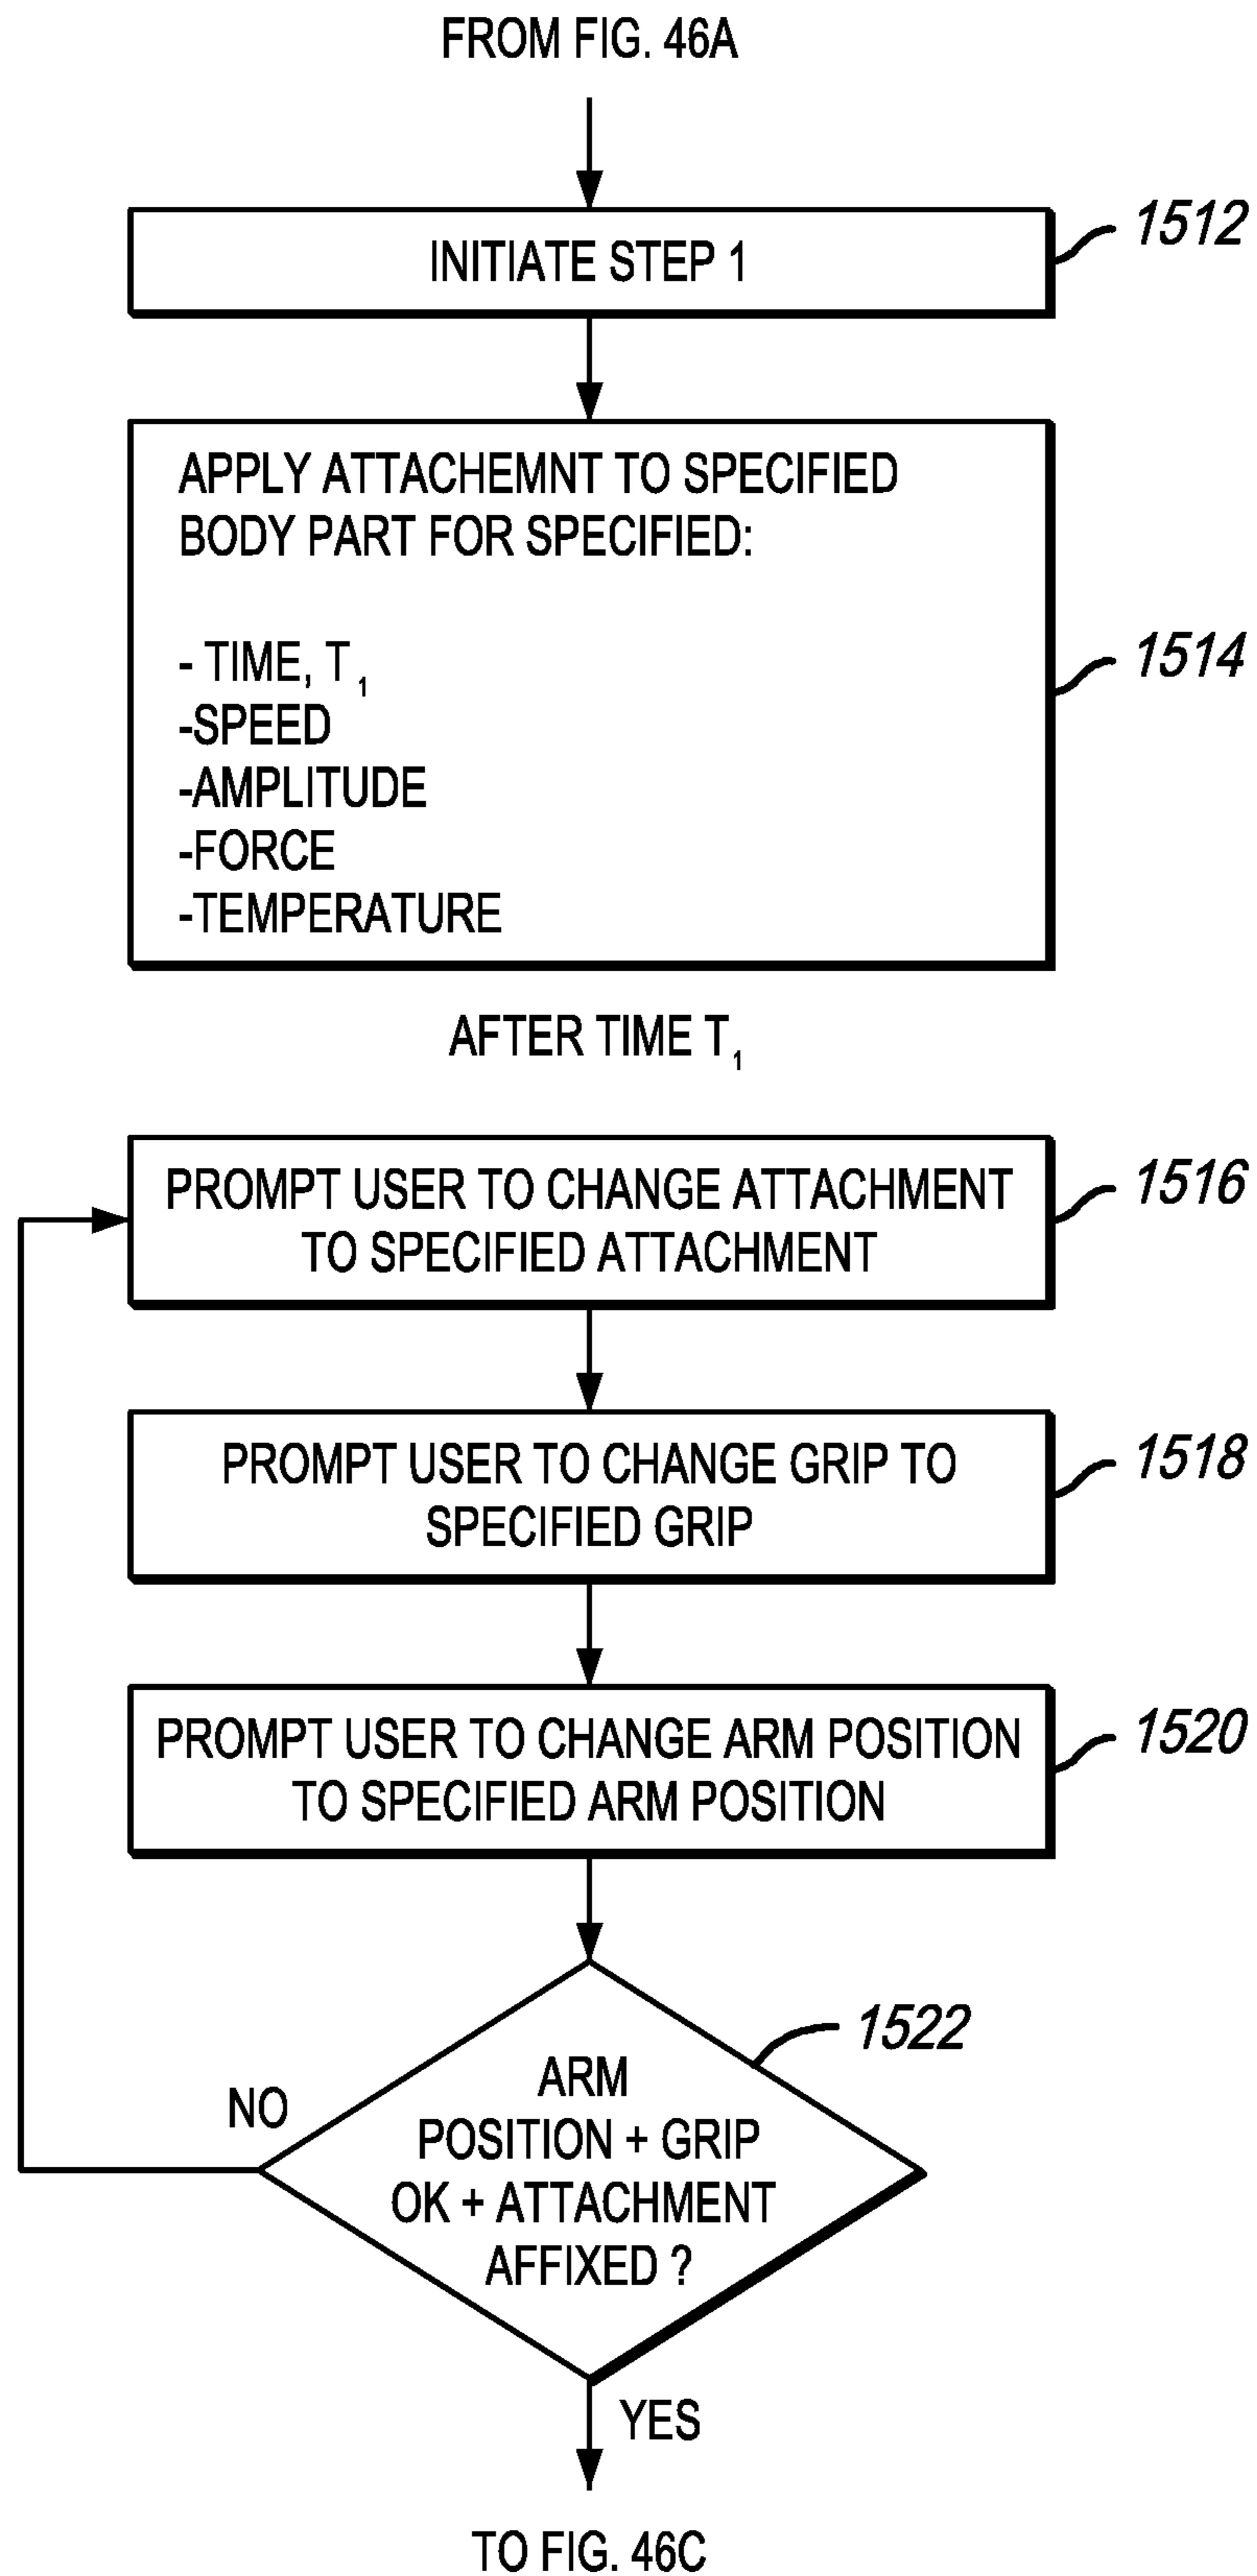 FROM FIG. 46A
INITIATE STEP 1
1512
APPLY ATTACHEMNT TO SPECIFIED
BODY PART FOR SPECIFIED:
- TIME, T1
-SPEED
-AMPLITUDE
-FORCE
-TEMPERATURE
1514
AFTER TIME T1
PROMPT USER TO CHANGE ATTACHMENT
TO SPECIFIED ATTACHMENT
1516
PROMPT USER TO CHANGE GRIP TO
SPECIFIED GRIP
1518
PROMPT USER TO CHANGE ARM POSITION
TO SPECIFIED ARM POSITION
1520
1522
ARM
POSITION + GRIP
OK + ATTACHMENT
AFFIXED ?
NO
YES
TO FIG. 46C